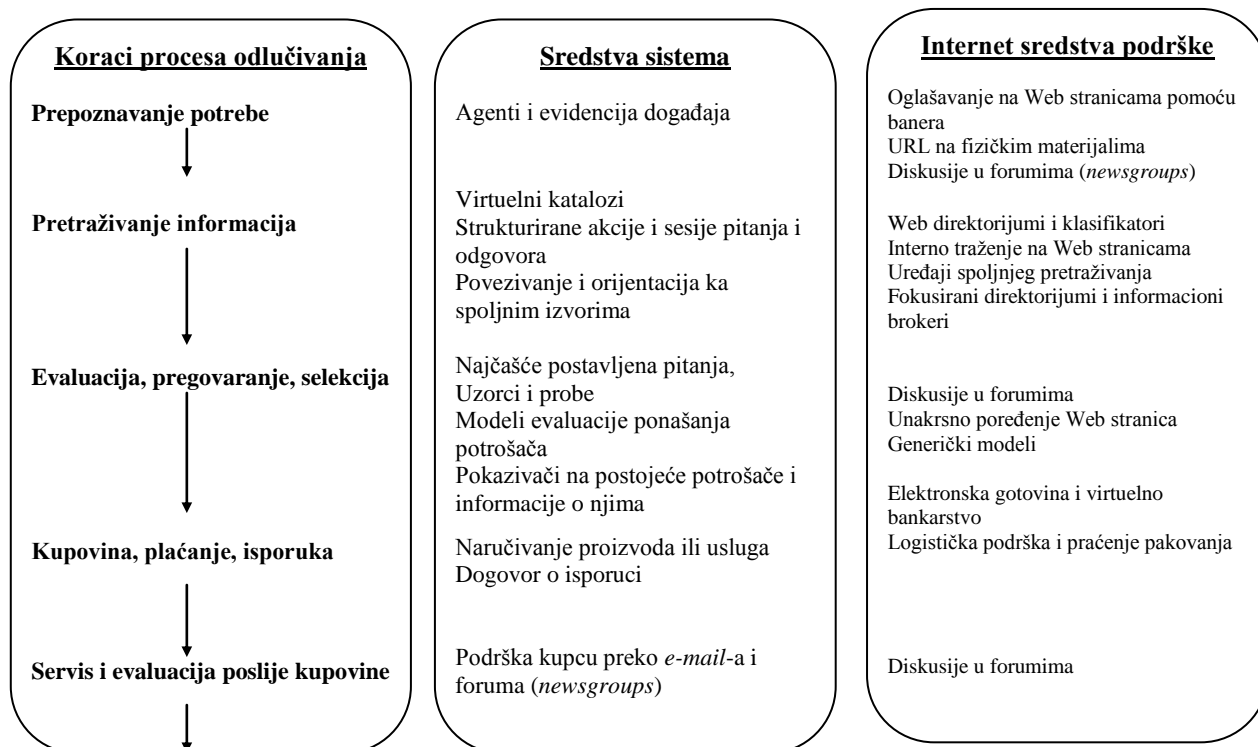 Koraci procesa odlučivanja
Prepoznavanje potrebe
Pretraživanje informacija
Evaluacija, pregovaranje, selekcija
Kupovina, plaćanje, isporuka
Servis i evaluacija poslije kupovine
Sredstva sistema
Agenti i evidencija događaja
Virtuelni katalozi
Strukturirane akcije i sesije pitanja i
odgovora
Povezivanje i orijentacija ka
spoljnim izvorima
Najčašće postavljena pitanja,
Uzorci i probe
Modeli evaluacije ponašanja
potrošača
Pokazivači na postojeće potrošače i
informacije o njima
Naručivanje proizvoda ili usluga
Dogovor o isporuci
Podrška kupcu preko e-mail-a i
foruma (newsgroups)
Internet sredstva podrške
Oglašavanje na Web stranicama pomoću
banera
URL na fizičkim materijalima
Diskusije u forumima (newsgroups)
Web direktorijumi i klasifikatori
Interno traženje na Web stranicama
Uređaji spoljnjeg pretraživanja
Fokusirani direktorijumi i informacioni
brokeri
Diskusije u forumima
Unakrsno poređenje Web stranica
Generički modeli
Elektronska gotovina i virtuelno
bankarstvo
Logistička podrška i praćenje pakovanja
Diskusije u forumima